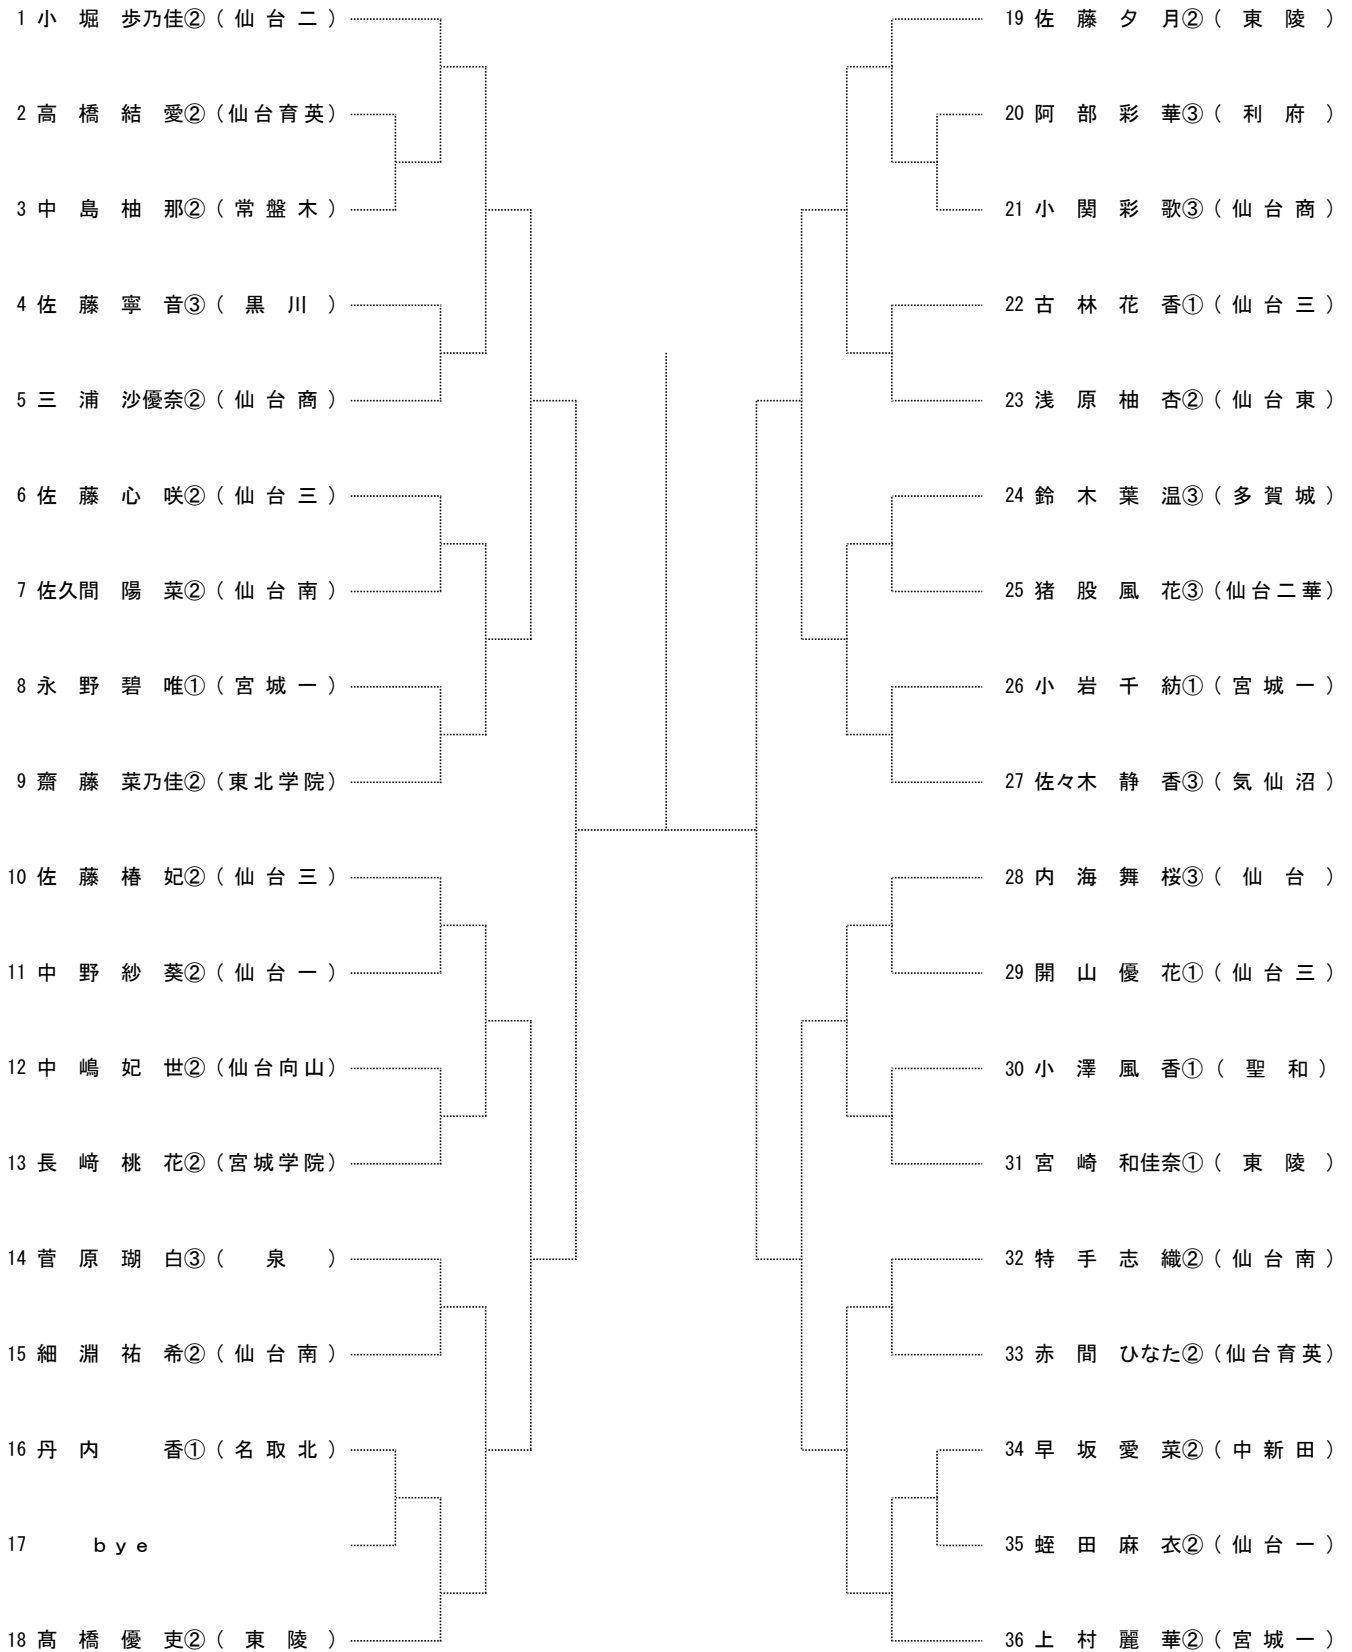 1 小 堀 歩乃佳②（仙 台 二）
2 高 橋 結 愛②（仙台育英）
3 中 島 柚 那②（常 盤 木）
4 佐 藤 寧 音③（黒 川）
5 三 浦 沙優奈②（仙 台 商）
6 佐 藤 心 咲②（仙 台 三）
7 佐久間 陽 菜②（仙 台 南）
8 永 野 碧 唯①（宮 城 一）
9 齋 藤 菜乃佳②（東北学院）
10 佐 藤 椿 妃②（仙 台 三）
11 中 野 紗 葵②（仙 台 一）
12 中 嶋 妃 世②（仙台向山）
13 長 﨑 桃 花②（宮城学院）
14 菅 原 瑚 白③（泉）
15 細 淵 祐 希②（仙 台 南）
16 丹 内 香①（名 取 北）
17 ｂｙｅ
18 髙 橋 優 吏②（東 陵）
19 佐 藤 夕 月②（東 陵）
20 阿 部 彩 華③（利 府）
21 小 関 彩 歌③（仙 台 商）
22 古 林 花 香①（仙 台 三）
23 浅 原 柚 杏②（仙 台 東）
24 鈴 木 葉 温③（多 賀 城）
25 猪 股 風 花③（仙台二華）
26 小 岩 千 紡①（宮 城 一）
27 佐々木 静 香③（気 仙 沼）
28 内 海 舞 桜③（仙 台）
29 開 山 優 花①（仙 台 三）
30 小 澤 風 香①（聖 和）
31 宮 崎 和佳奈①（東 陵）
32 特 手 志 織②（仙 台 南）
33 赤 間 ひなた②（仙台育英）
34 早 坂 愛 菜②（中 新 田）
35 蛭 田 麻 衣②（仙 台 一）
36 上 村 麗 華②（宮 城 一）